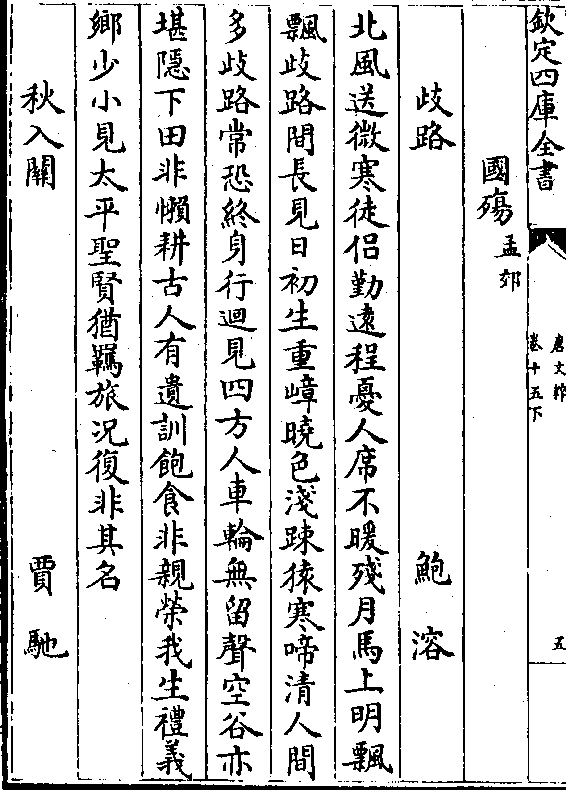 欽定四庫全書
唐文粹
卷十五下
五
國殤 孟郊
歧路 鮑溶
北風送微寒徒侣勤遠程憂人席不暖殘月馬上明飄
飄歧路間長見日初生重嶂曉色淺踈猿寒啼清人間
多歧路常恐終身行迴見四方人車輪無留聲空谷亦
堪隱下田非懶耕古人有遺訓飽食非親榮我生禮義
鄉少小見太平聖賢猶羈旅况復非其名
秋入關 賈馳